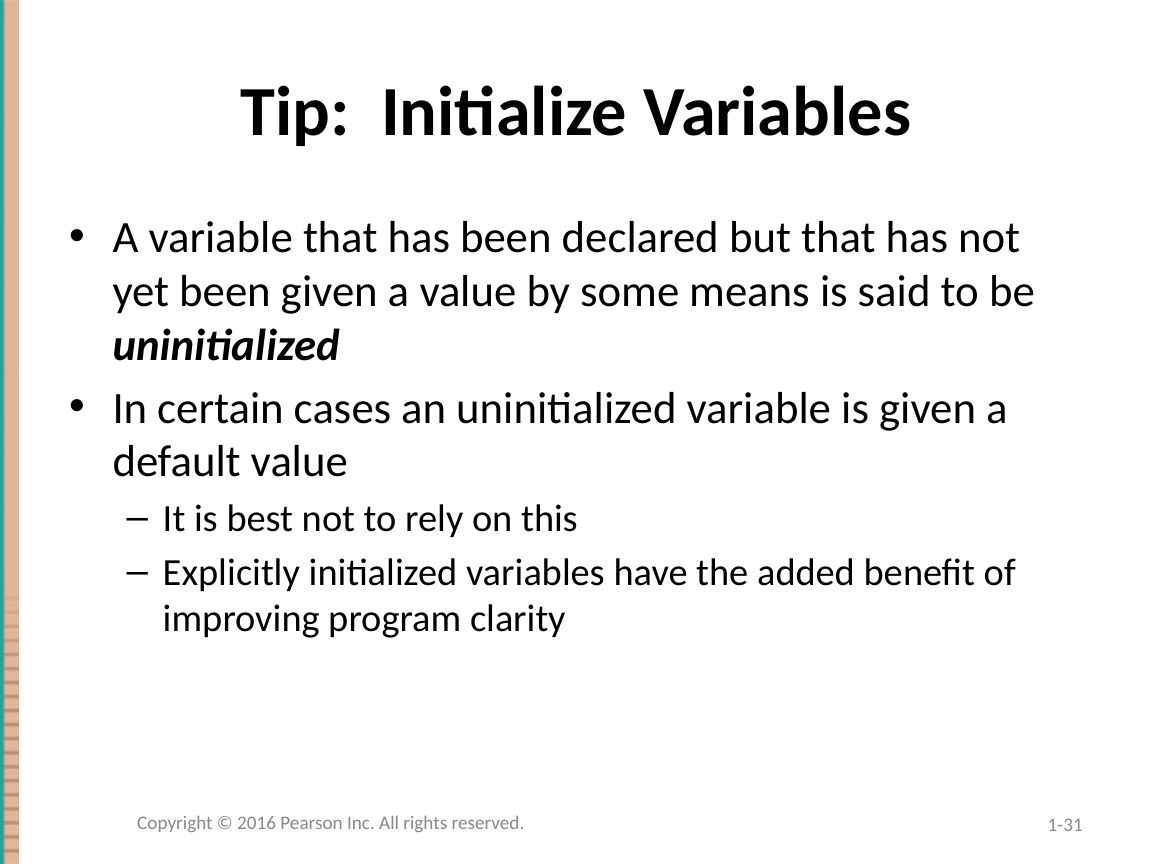 Tip:  Initialize Variables
• A variable that has been declared but that has not
yet been given a value by some means is said to be
uninitialized
• In certain cases an uninitialized variable is given a
default value
– It is best not to rely on this
– Explicitly initialized variables have the added benefit of
improving program clarity
Copyright © 2016 Pearson Inc. All rights reserved.
1-31